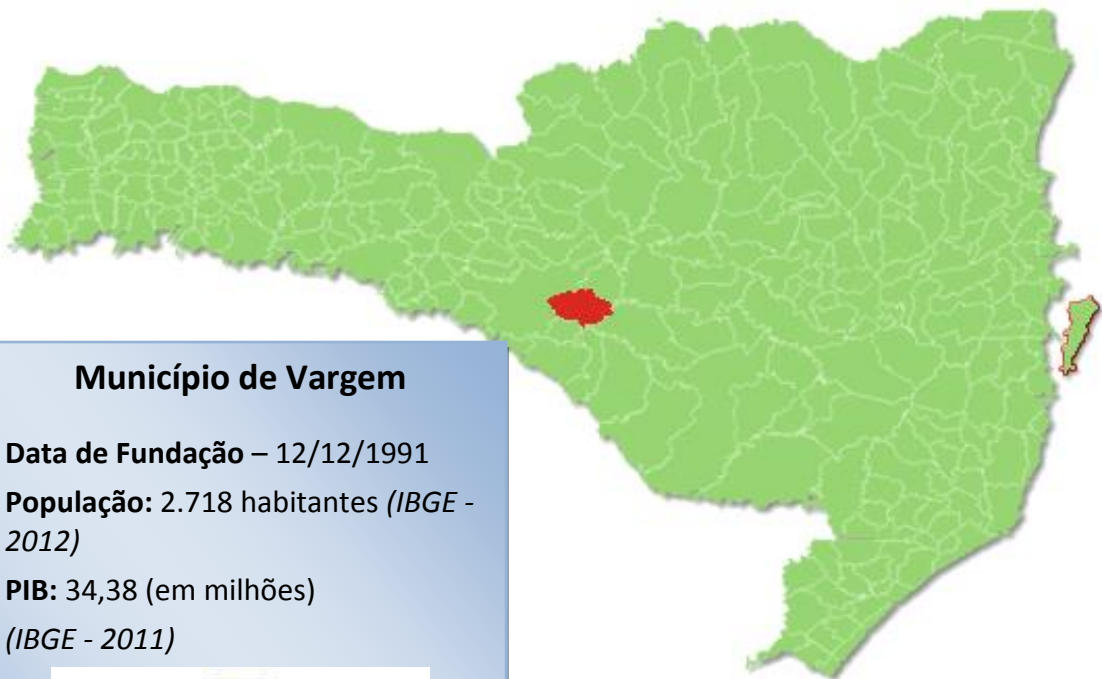 Município de Vargem
Data de Fundação – 12/12/1991
População: 2.718 habitantes (IBGE -
2012)
PIB: 34,38 (em milhões)
(IBGE - 2011)